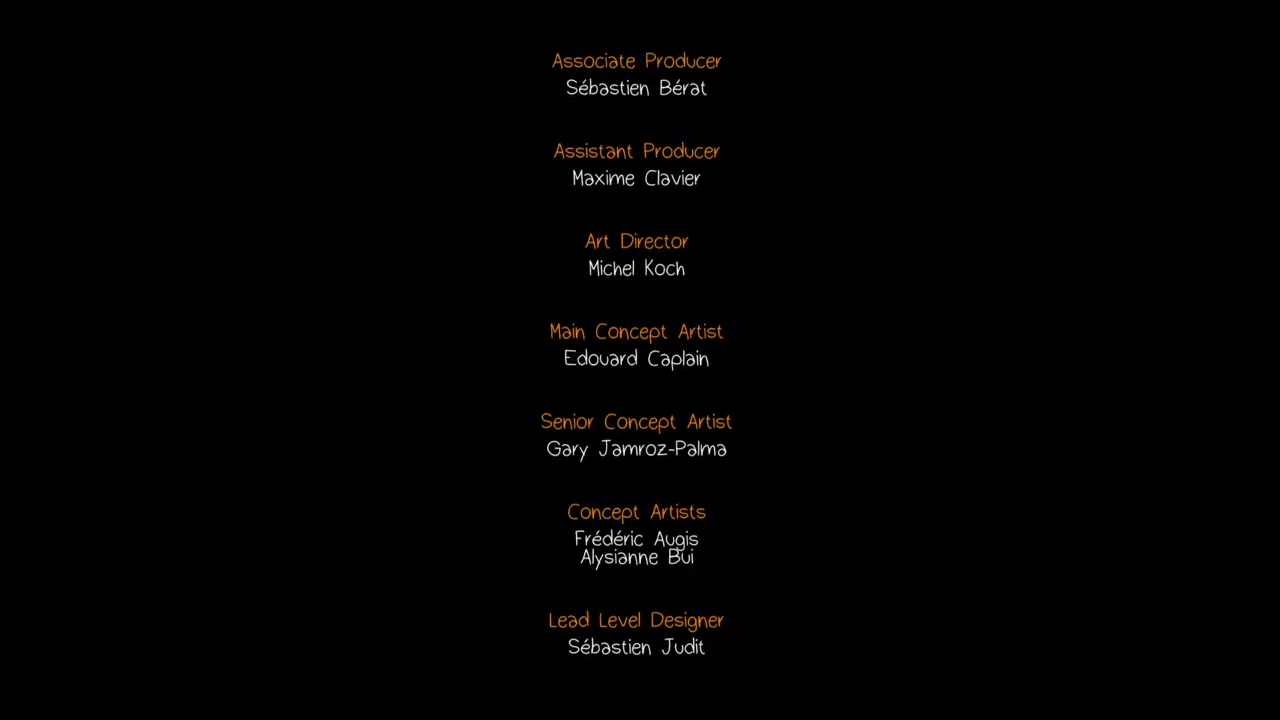 Associate Producer
Sébastien Bérat
Assistant Producer
Maxime Clavier
Art Director
Michel Koch
Main Concept Artist
Edouard Caplain
Senior Concept Artist
Gary Jamroz-Palma
Concept Artists
Frédéric Augis
Alysianne Bui
Lead Level Designer
Sébastien Judit